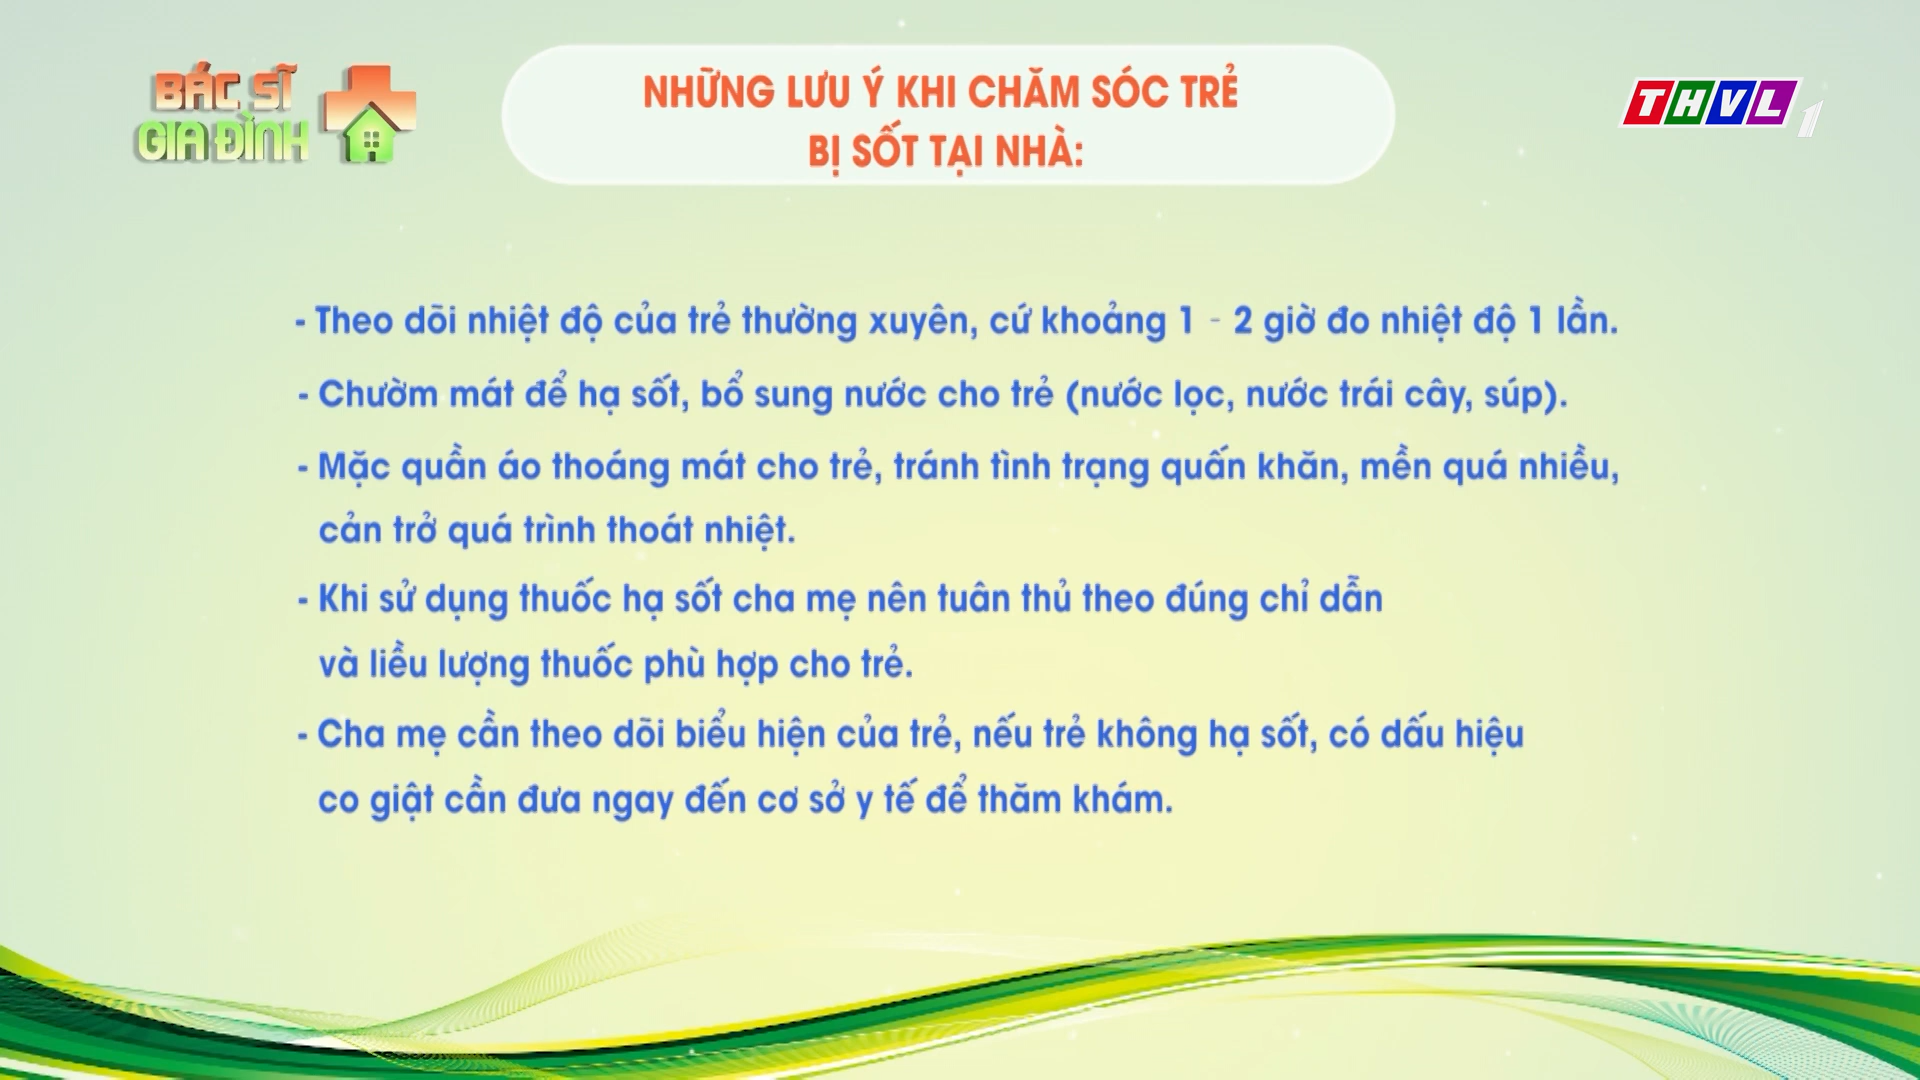 BÁC SĨ
GIA ĐÌNH
NHỮNG LƯU Ý KHI CHĂM SÓC TRẺ
BỊ SỐT TẠI NHÀ:
THVL 1
- Theo dõi nhiệt độ của trẻ thường xuyên, cứ khoảng 1 - 2 giờ đo nhiệt độ 1 lần.
- Chườm mát để hạ sốt, bổ sung nước cho trẻ (nước lọc, nước trái cây, súp).
- Mặc quần áo thoáng mát cho trẻ, tránh tình trạng quấn khăn, mền quá nhiều,
cản trở quá trình thoát nhiệt.
- Khi sử dụng thuốc hạ sốt cha mẹ nên tuân thủ theo đúng chỉ dẫn
và liều lượng thuốc phù hợp cho trẻ.
- Cha mẹ cần theo dõi biểu hiện của trẻ, nếu trẻ không hạ sốt, có dấu hiệu
co giật cần đưa ngay đến cơ sở y tế để thăm khám.